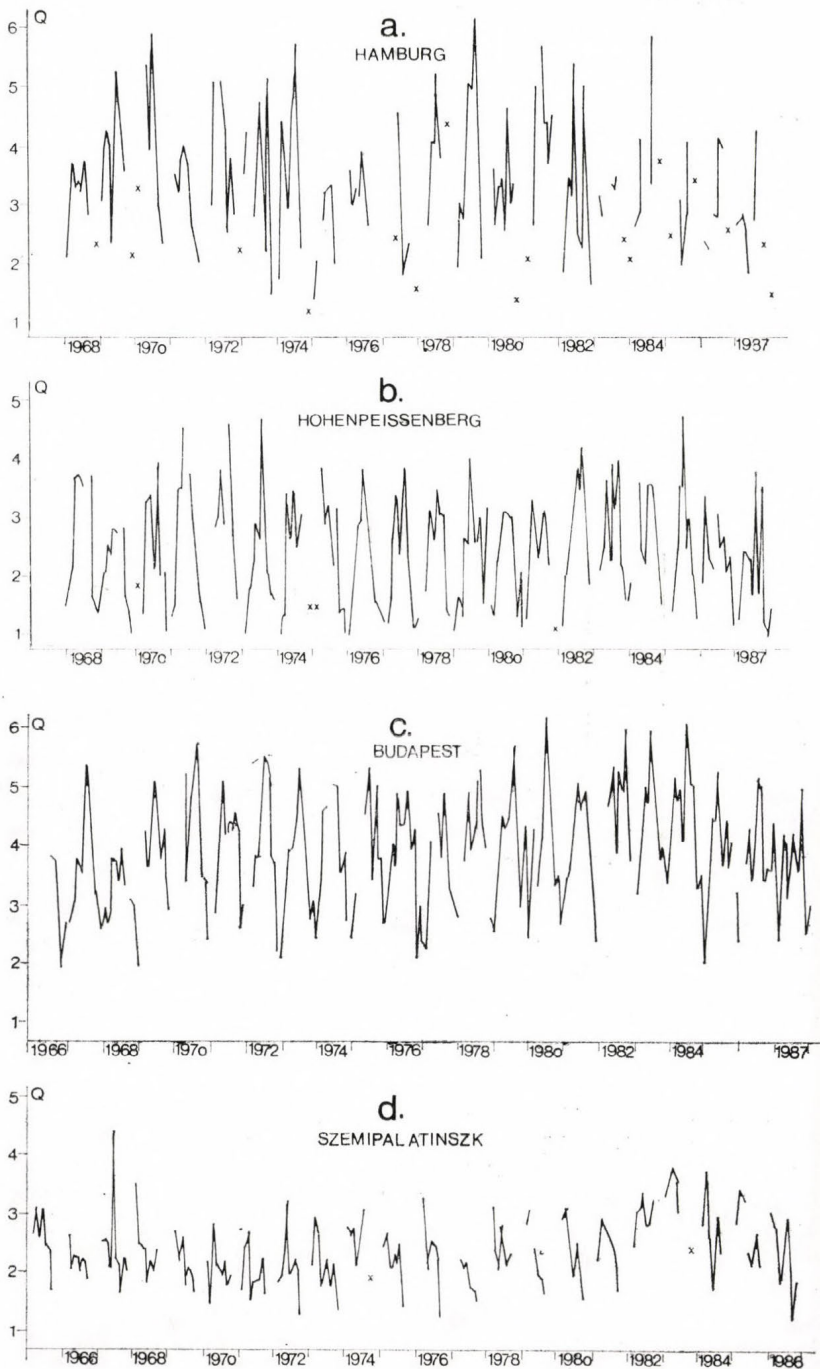 6 Q
a.
HAMBURG
5
4
3
2
1
1968 1970 1972 1974 1976 1978 1980 1982 1984 1937
5 Q
b.
HOHENPEISSENBERG
4
3
2
1
1968 1970 1972 1974 1976 1978 1980 1982 1984 1987
6 Q
c.
BUDAPEST
5
4
3
2
1
1966 1968 1970 1972 1974 1976 1978 1980 1982 1984 1987
5 Q
d.
SZEMIPALATINSZK
4
3
2
1
1966 1968 1970 1972 1974 1976 1978 1980 1982 1984 1986